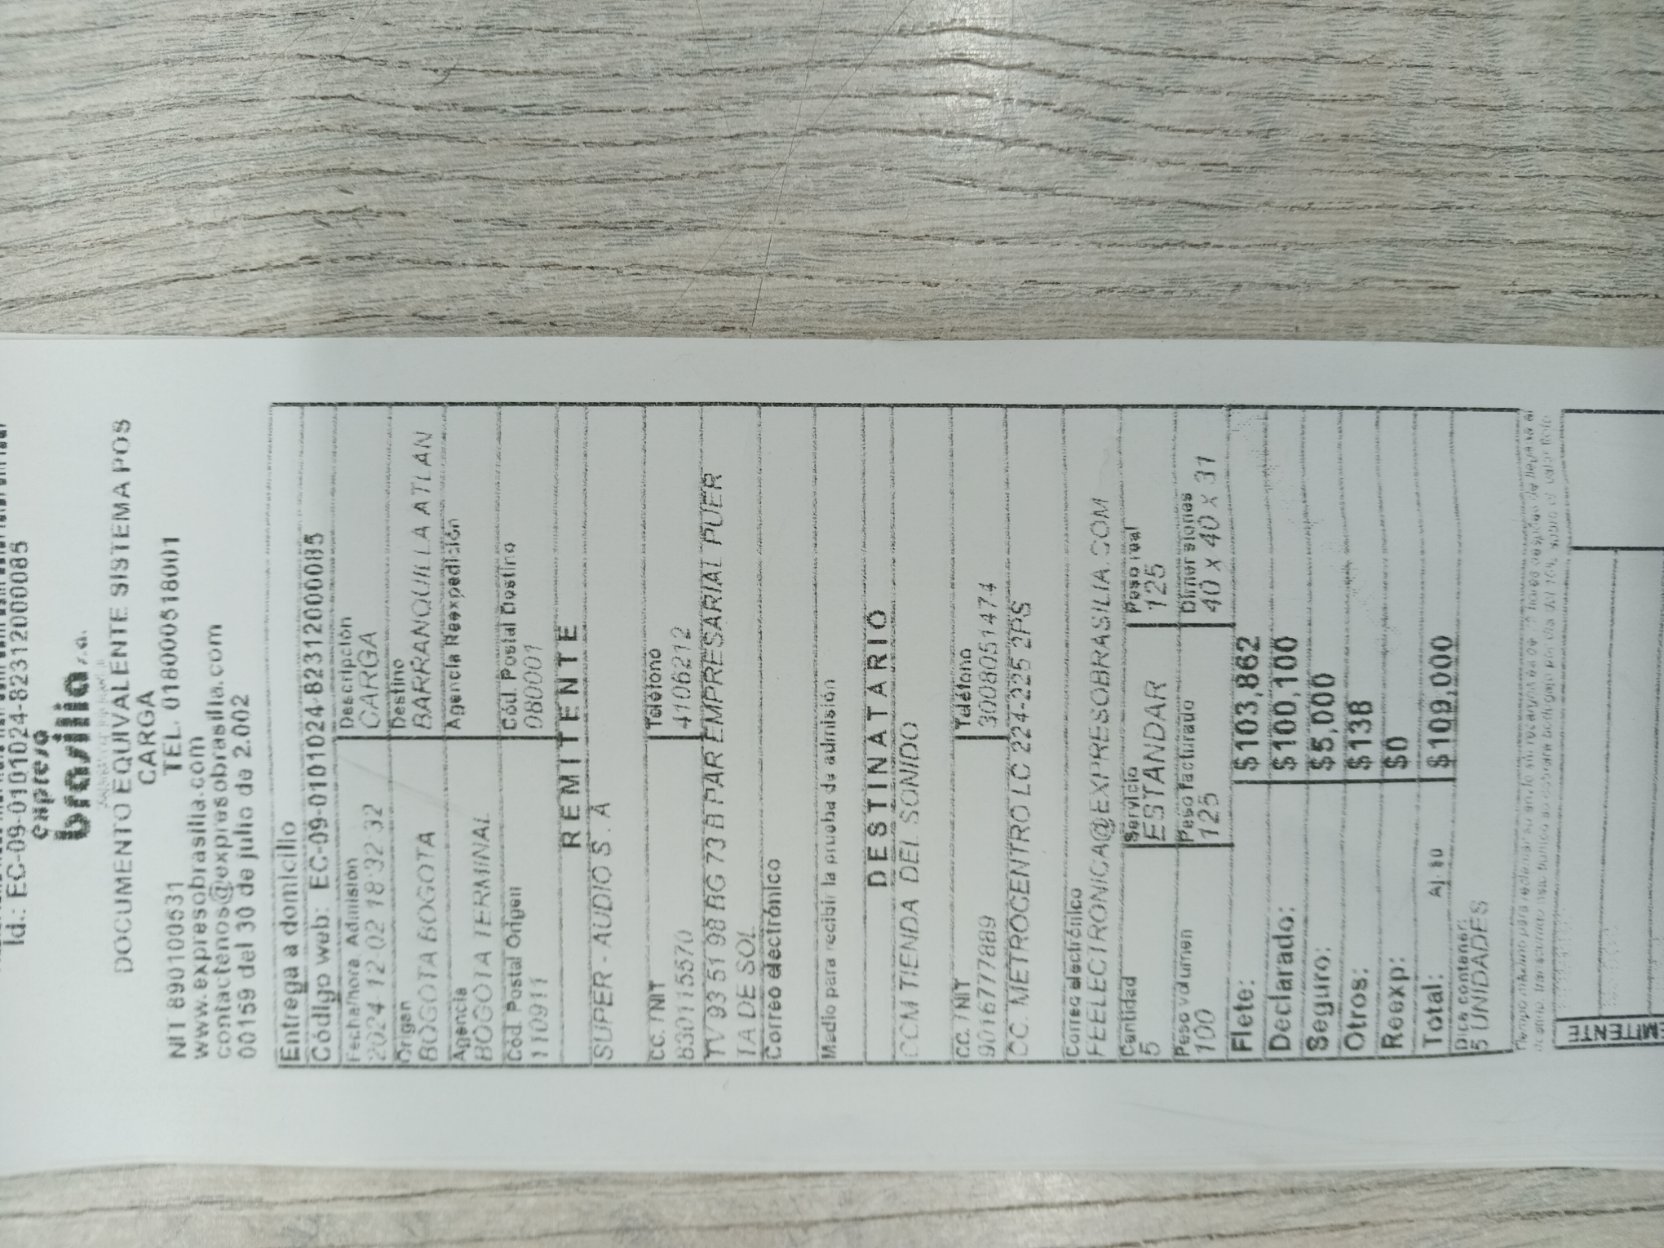 Id.: EC-09-0101024-82312000085
expreso
brasilia s.a.
DOCUMENTO EQUIVALENTE SISTEMA POS
CARGA
NIT 890100531 TEL. 0180000518001
www.expresobrasilia.com
contactenos@expresobrasilia.com
00159 del 30 de julio de 2.002
Entrega a domicilio
Código web: EC-09-0101024-82312000085
Fecha/hora Admisión Descripción
2024-12-02 18:32:32 CARGA
Origen Destino
BOGOTA BOGOTA BARRANQUILLA ATLAN
Agencia Agencia Reexpedición
BOGOTA TERMINAL
Cód. Postal Origen Cód. Postal Destino
110911 080001
REMITENTE
SUPER - AUDIO S . A
CC. / NIT Teléfono
830115570 4106212
TV 93 51 98 BG 73 B PAR EMPRESARIAL PUER
TA DE SOL
Correo electrónico
Medio para recibir la prueba de admisión
DESTINATARIO
CCM TIENDA DEL SONIDO
CC. / NIT Teléfono
9016777889 3008051474
CC. METROCENTRO LC 224-225 2PS
Correo electrónico
FEELECTRONICA@EXPRESOBRASILIA.COM
Cantidad Servicio Peso real
5 ESTANDAR 125
Peso volumen Peso facturado Dimensiones
100 125 40 X 40 X 31
Flete: $103,862
Declarado: $100,100
Seguro: $5,000
Otros: $138
Reexp: $0
Total: Aj. $0 $109,000
Dice contener:
5 UNIDADES